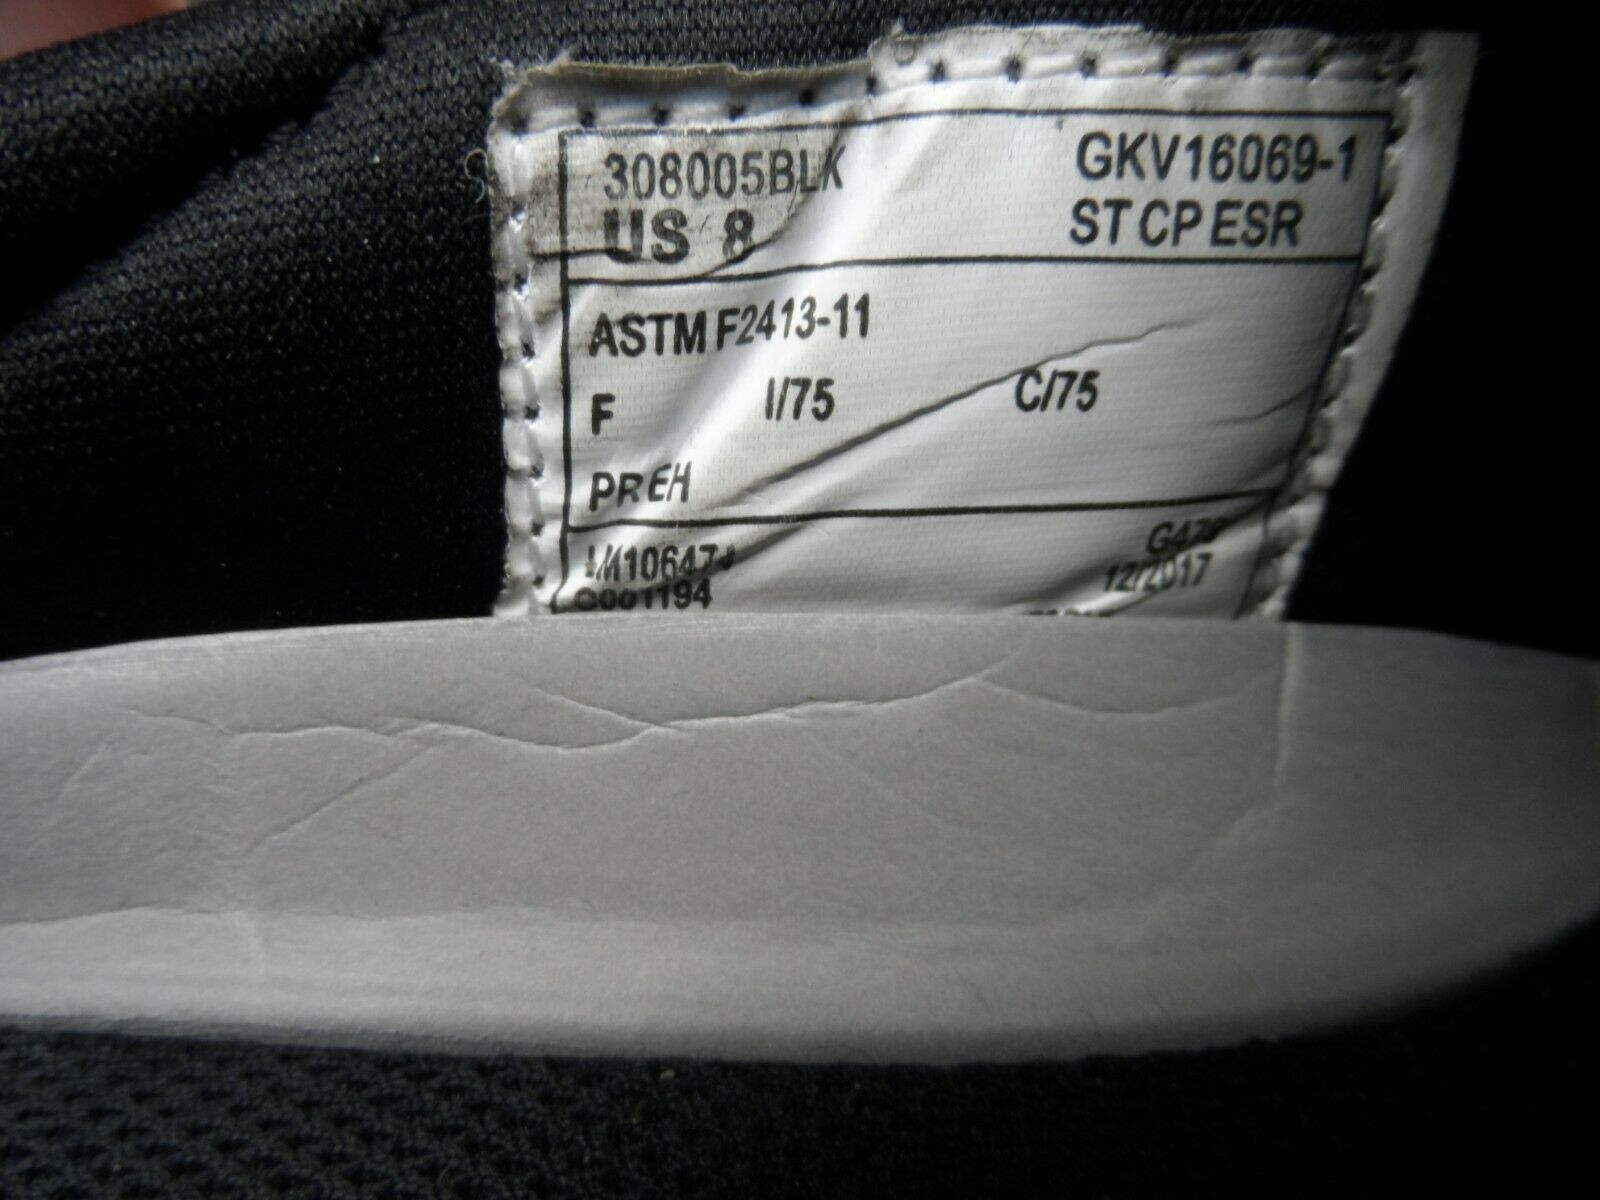 308005BLK GKV16069-1
US 8 ST CP ESR
ASTM F2413-11
F I/75 C/75
PR EH
12/2017